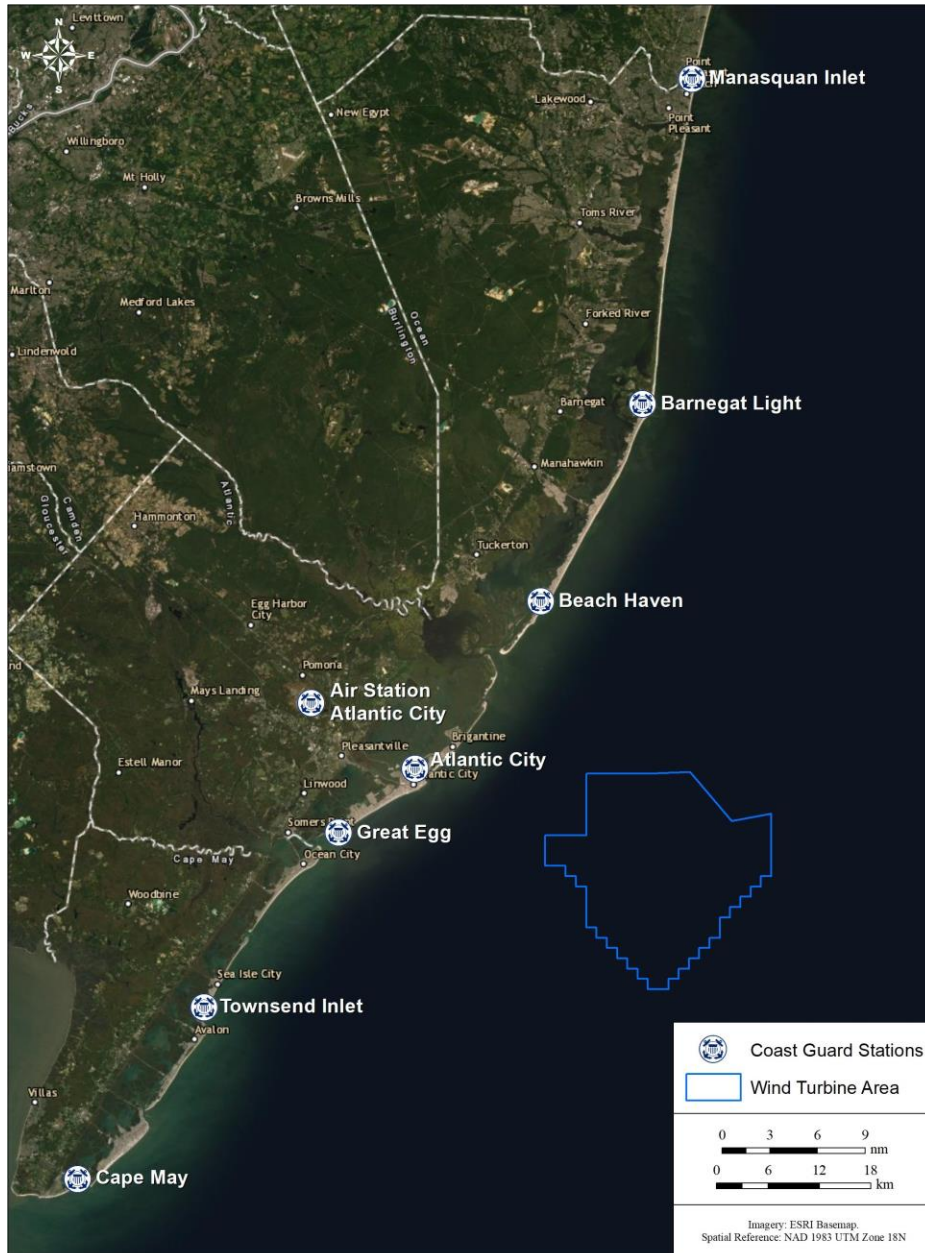 Levittown
N
W E
S
Bucks
Willingboro
Mt Holly
New Egypt
Browns Mills
Lakewood
Point
Manasquan Inlet
Point
Pleasant
Toms River
Marlton
Medford Lakes
Lindenwold
Ocean
Burlington
Forked River
Barnegat
Barnegat Light
Manahawkin
iamstown
Camden
Gloucester
Hammonton
Atlantic
Tuckerton
Beach Haven
Egg Harbor
City
Pomona
Mays Landing
Air Station
Atlantic City
Estell Manor
Pleasantville
Brigantine
Atlantic City
lantic City
Linwood
Somers Point
Great Egg
Cape May
Ocean City
Woodbine
Sea Isle City
Townsend Inlet
Avalon
Villas
Cape May
Coast Guard Stations
Wind Turbine Area
0 3 6 9
nm
0 6 12 18
km
Imagery: ESRI Basemap.
Spatial Reference: NAD 1983 UTM Zone 18N